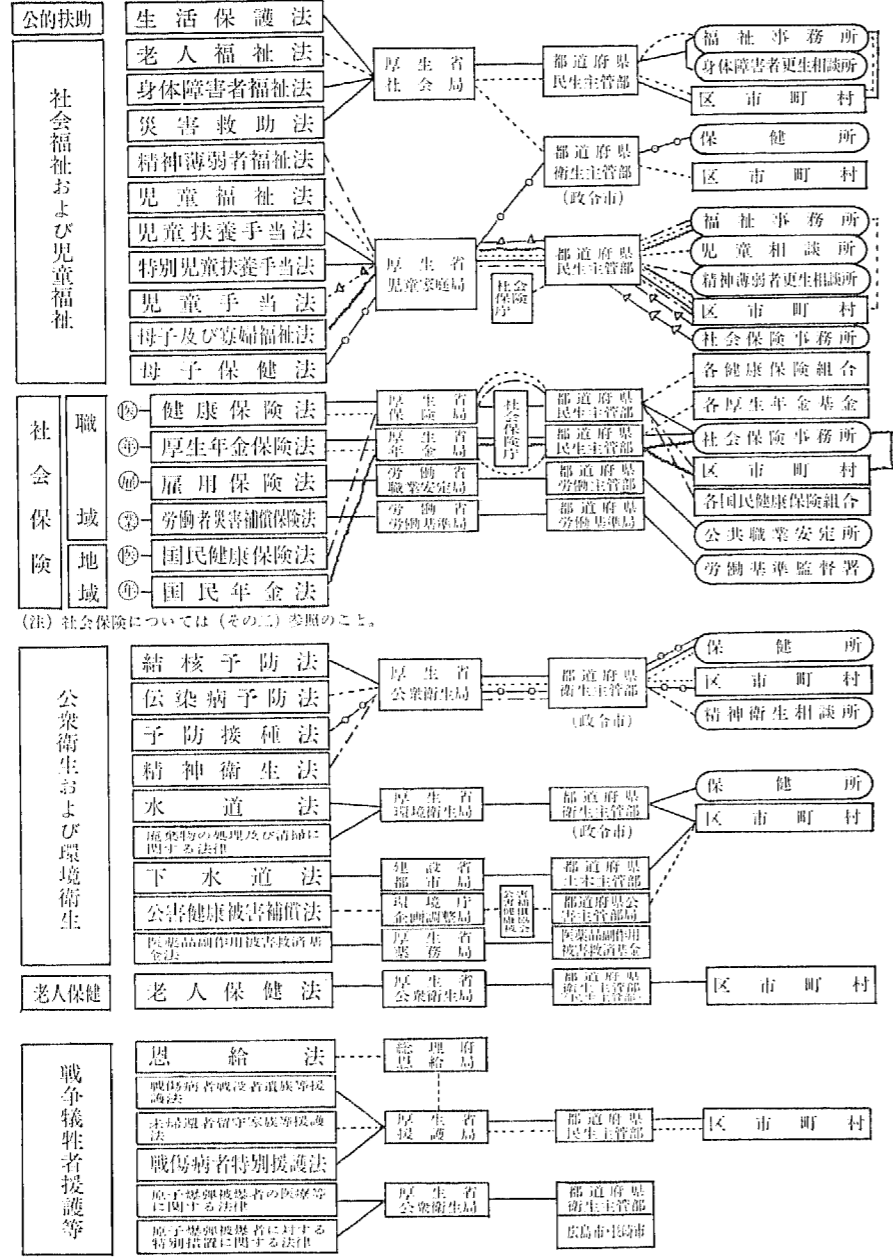 公的扶助
生活保護法
老人福祉法
身体障害者福祉法
災害救助法
社会福祉および児童福祉
精神薄弱者福祉法
児童福祉法
児童扶養手当法
特別児童扶養手当法
児童手当法
母子及び寡婦福祉法
母子保健法
厚生省
社会局
都道府県
民生主管部
福祉事務所
身体障害者更生相談所
区市町村
都道府県
衛生主管部
(政令市)
保健所
区市町村
厚生省
児童家庭局
社会
保険
庁
都道府県
民生主管部
福祉事務所
児童相談所
精神薄弱者更生相談所
区市町村
社会保険事務所
社会保険
職域
地域
医
健康保険法
年
厚生年金保険法
雇
雇用保険法
業
労働者災害補償保険法
医
国民健康保険法
年
国民年金法
厚生省
保険局
厚生省
年金局
労働省
職業安定局
労働省
労働基準局
社会保険庁
都道府県
民生主管部
都道府県
民生主管部
都道府県
労働主管部
都道府県
労働基準局
各健康保険組合
各厚生年金基金
社会保険事務所
区市町村
各国民健康保険組合
公共職業安定所
労働基準監督署
(注) 社会保険については(その二)参照のこと。
公衆衛生および環境衛生
結核予防法
伝染病予防法
予防接種法
精神衛生法
水道法
廃棄物の処理及び清掃に
関する法律
下水道法
公害健康被害補償法
医薬品副作用被害救済基
金法
厚生省
公衆衛生局
都道府県
衛生主管部
(政令市)
保健所
区市町村
精神衛生相談所
厚生省
環境衛生局
都道府県
衛生主管部
(政令市)
保健所
区市町村
建設省
都市局
都道府県
土木主管部
環境庁
企画調整局
公害健康被害補償協会
都道府県公
害主管部局
厚生省
薬務局
医薬品副作用
被害救済基金
老人保健
老人保健法
厚生省
公衆衛生局
都道府県
衛生主管部
(民生主管部)
区市町村
戦争犠牲者援護等
恩給法
戦傷病者戦没者遺族等援
護法
未帰還者留守家族等援護
法
戦傷病者特別援護法
原子爆弾被爆者の医療等
に関する法律
原子爆弾被爆者に対する
特別措置に関する法律
総理府
恩給局
厚生省
援護局
都道府県
民生主管部
区市町村
厚生省
公衆衛生局
都道府県
衛生主管部
広島市・長崎市